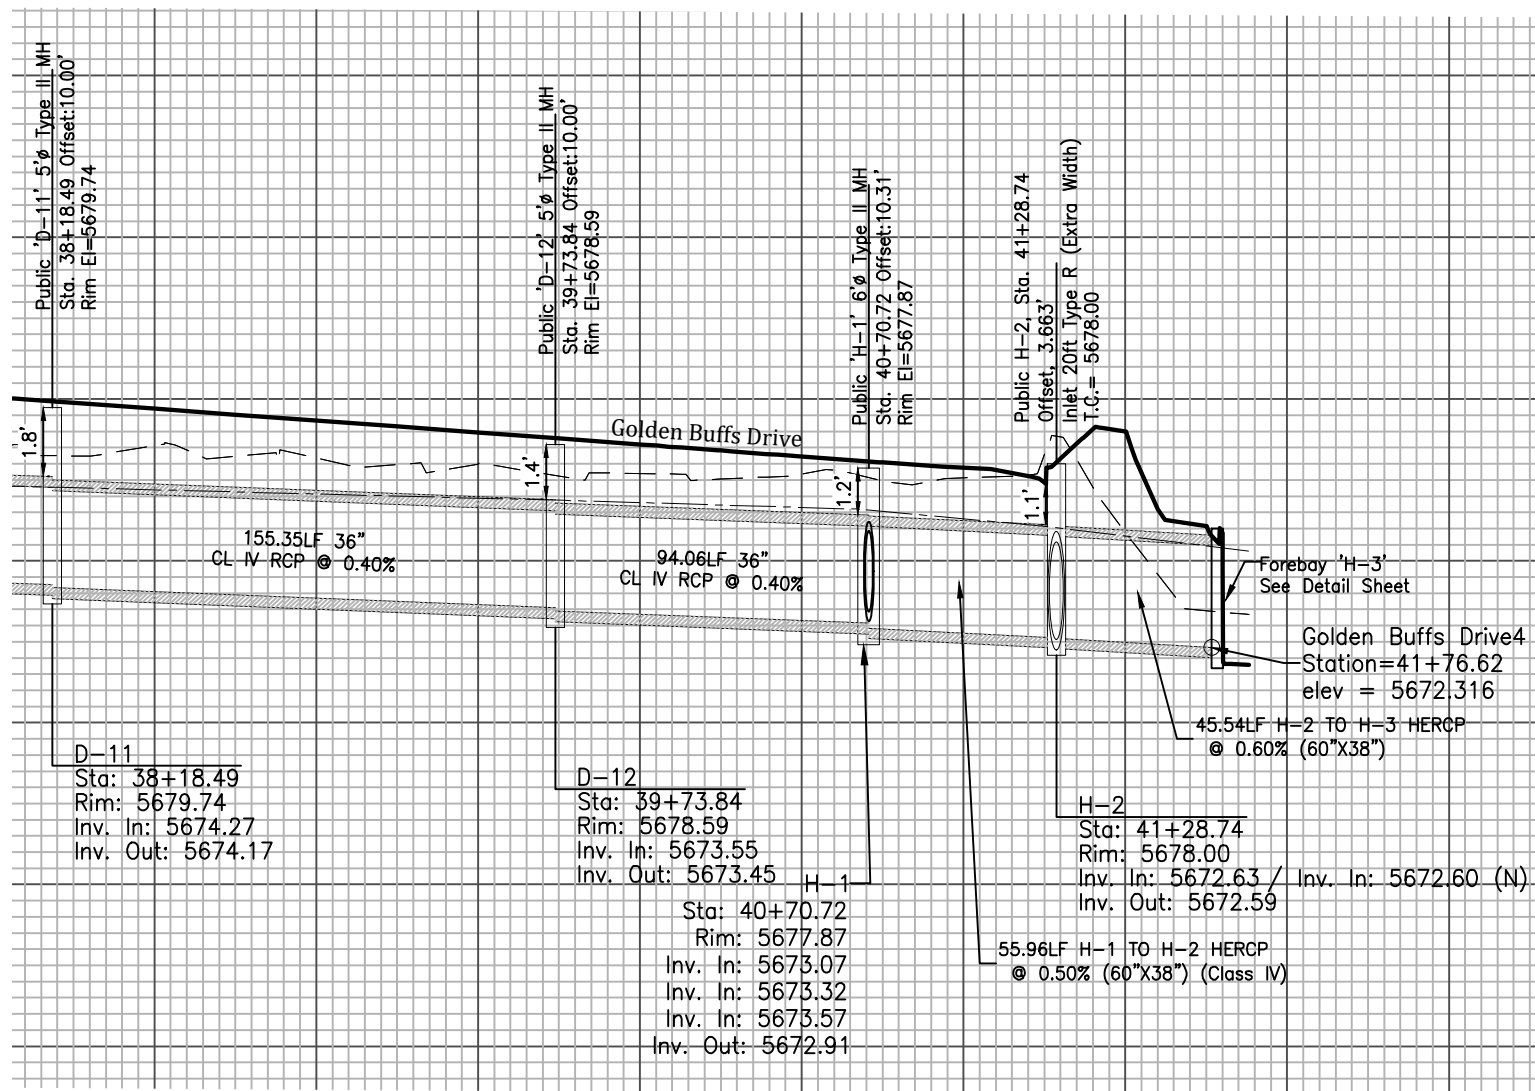 Public 'D-11' 5'ø Type II MH
Sta. 38+18.49 Offset:10.00'
Rim El=5679.74
Public 'D-12' 5'ø Type II MH
Sta. 39+73.84 Offset:10.00'
Rim El=5678.59
Public 'H-1' 6'ø Type II MH
Sta. 40+70.72 Offset:10.31'
Rim El=5677.87
Public H-2, Sta. 41+28.74
Offset, 3.663'
Inlet 20ft Type R (Extra Width)
T.C.= 5678.00
Golden Buffs Drive
1.8'
1.4'
1.2'
1.1'
155.35LF 36"
CL IV RCP @ 0.40%
94.06LF 36"
CL IV RCP @ 0.40%
Forebay 'H-3'
See Detail Sheet
Golden Buffs Drive4
Station=41+76.62
elev = 5672.316
45.54LF H-2 TO H-3 HERCP
@ 0.60% (60"X38")
D-11
Sta: 38+18.49
Rim: 5679.74
Inv. In: 5674.27
Inv. Out: 5674.17
D-12
Sta: 39+73.84
Rim: 5678.59
Inv. In: 5673.55
Inv. Out: 5673.45
H-1
Sta: 40+70.72
Rim: 5677.87
Inv. In: 5673.07
Inv. In: 5673.32
Inv. In: 5673.57
Inv. Out: 5672.91
H-2
Sta: 41+28.74
Rim: 5678.00
Inv. In: 5672.63 / Inv. In: 5672.60 (N)
Inv. Out: 5672.59
55.96LF H-1 TO H-2 HERCP
@ 0.50% (60"X38") (Class IV)